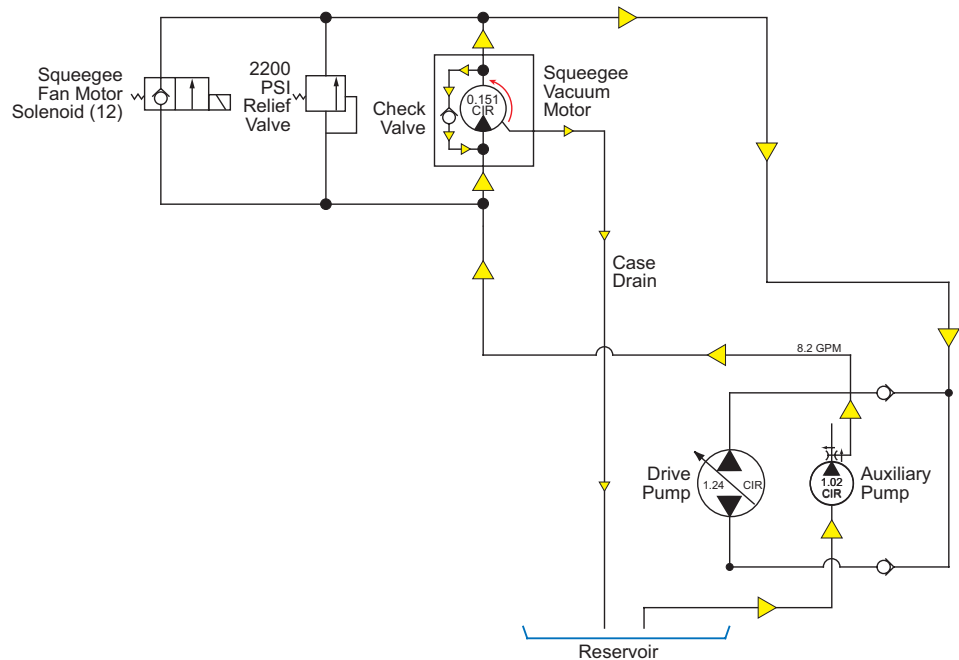 Squeegee
Fan Motor
Solenoid (12)
2200
PSI
Relief
Valve
Check
Valve
0.151
CIR
Squeegee
Vacuum
Motor
Case
Drain
8.2 GPM
Drive
Pump
1.24 CIR
1.02
CIR
Auxiliary
Pump
Reservoir